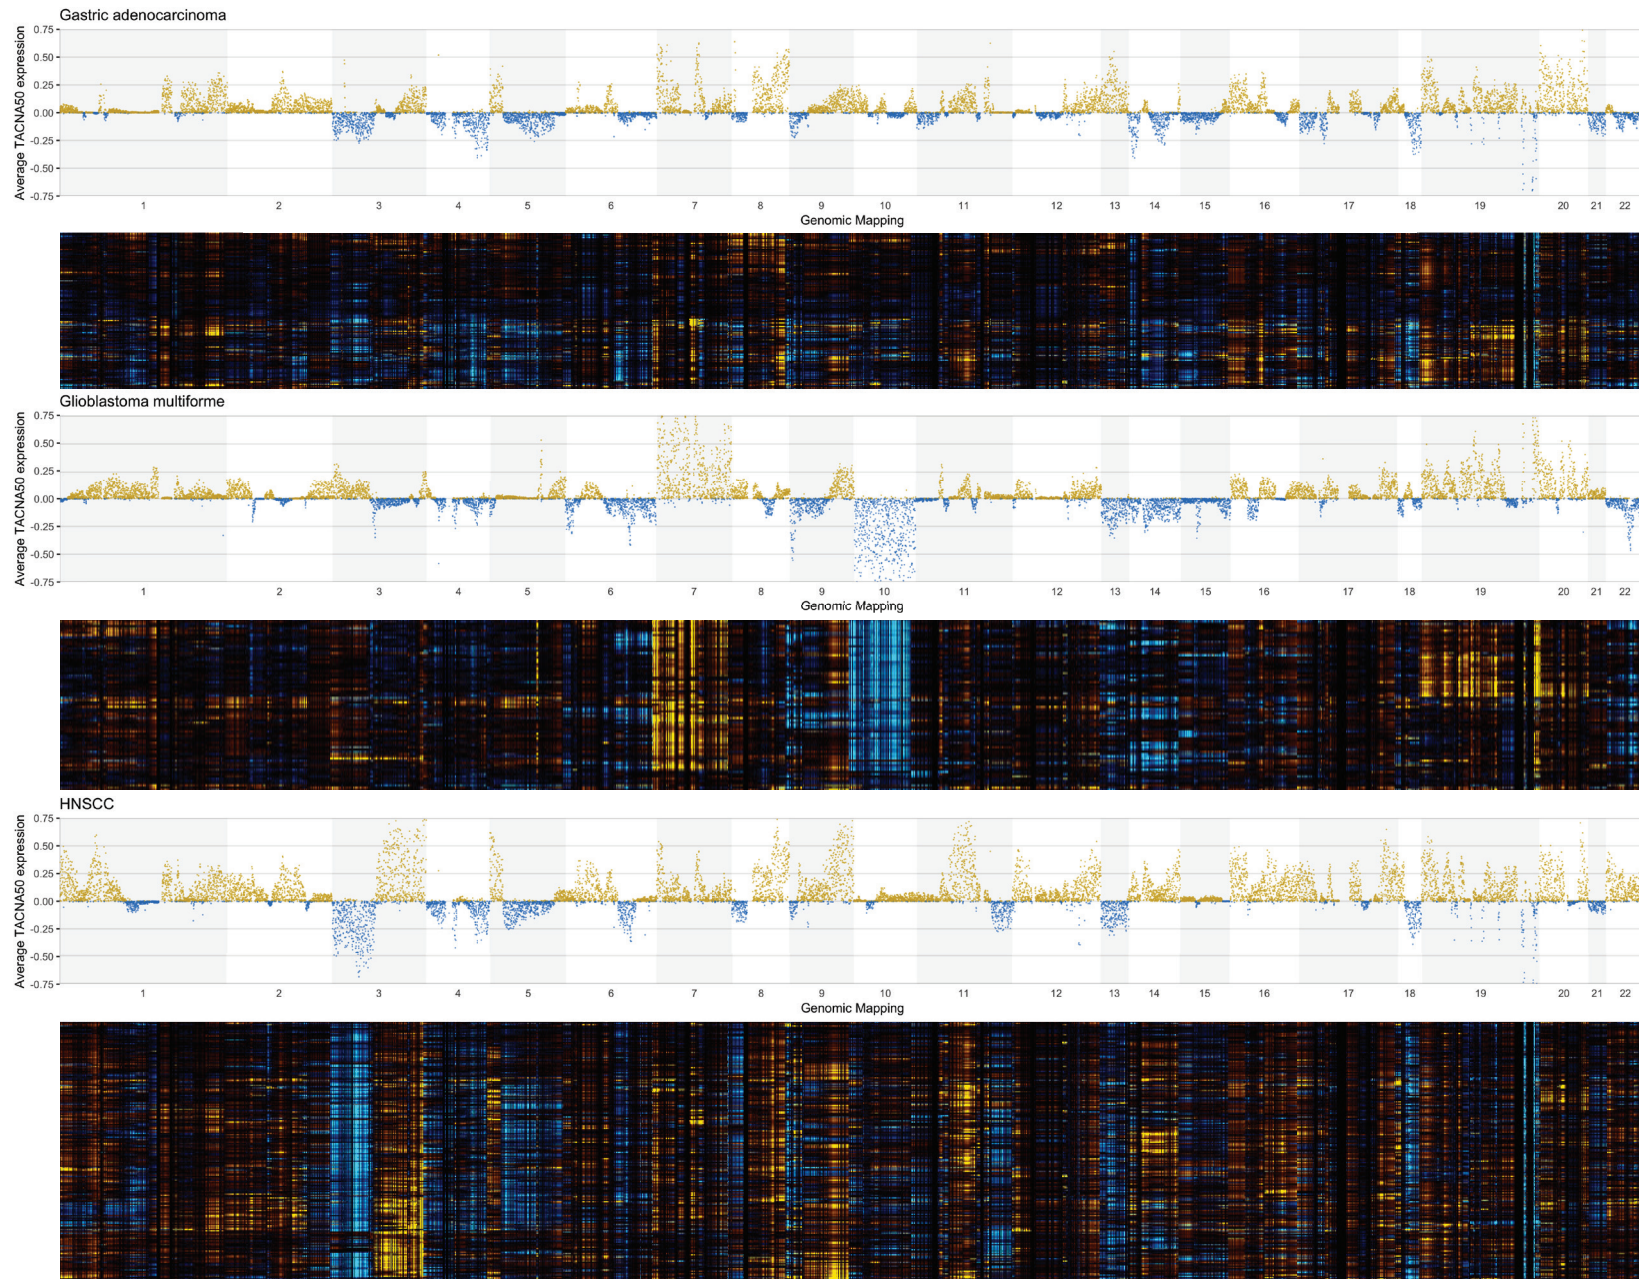 Gastric adenocarcinoma
Average TACNA50 expression
0.75
0.50
0.25
0.00
-0.25
-0.50
-0.75
1 2 3 4 5 6 7 8 9 10 11 12 13 14 15 16 17 18 19 20 21 22
Genomic Mapping
Glioblastoma multiforme
Average TACNA50 expression
0.75
0.50
0.25
0.00
-0.25
-0.50
-0.75
1 2 3 4 5 6 7 8 9 10 11 12 13 14 15 16 17 18 19 20 21 22
Genomic Mapping
HNSCC
Average TACNA50 expression
0.75
0.50
0.25
0.00
-0.25
-0.50
-0.75
1 2 3 4 5 6 7 8 9 10 11 12 13 14 15 16 17 18 19 20 21 22
Genomic Mapping